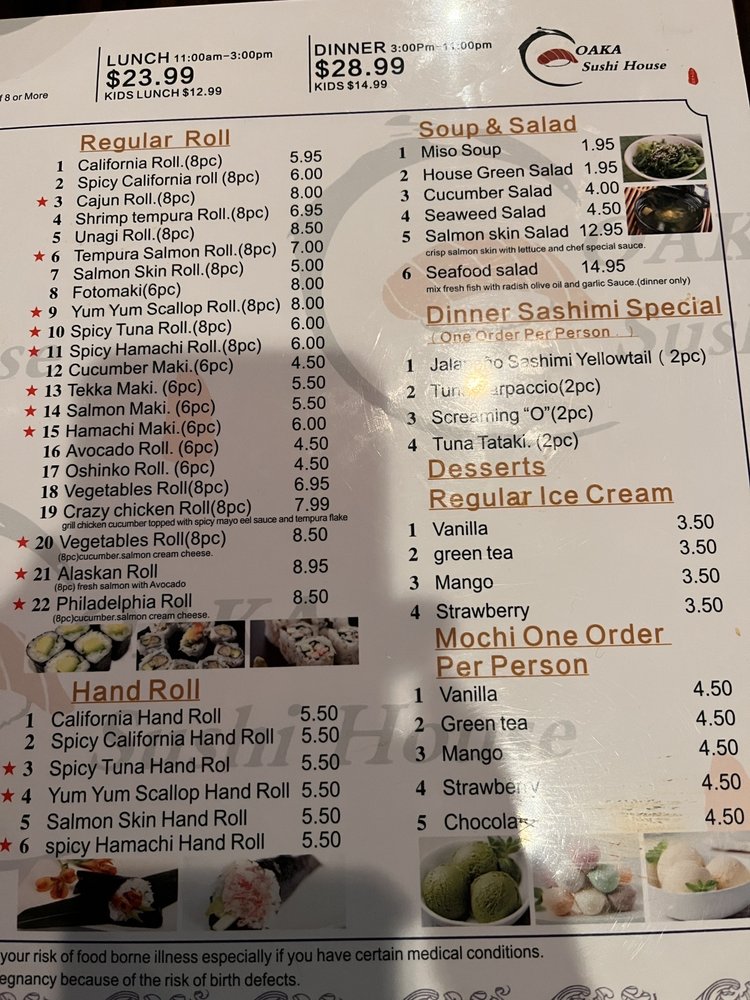 LUNCH 11:00am-3:00pm
$23.99
KIDS LUNCH $12.99
DINNER 3:00Pm-11:00pm
$28.99
KIDS $14.99
OAKA
Sushi House
of 8 or More
Regular Roll
1 California Roll.(8pc) 5.95
2 Spicy California roll (8pc) 6.00
★ 3 Cajun Roll.(8pc) 8.00
4 Shrimp tempura Roll.(8pc) 6.95
5 Unagi Roll.(8pc) 8.50
★ 6 Tempura Salmon Roll.(8pc) 7.00
7 Salmon Skin Roll.(8pc) 5.00
8 Fotomaki(6pc) 8.00
★ 9 Yum Yum Scallop Roll.(8pc) 8.00
★ 10 Spicy Tuna Roll.(8pc) 6.00
★ 11 Spicy Hamachi Roll.(8pc) 6.00
12 Cucumber Maki.(6pc) 4.50
★ 13 Tekka Maki. (6pc) 5.50
★ 14 Salmon Maki. (6pc) 5.50
★ 15 Hamachi Maki.(6pc) 6.00
16 Avocado Roll. (6pc) 4.50
17 Oshinko Roll. (6pc) 4.50
18 Vegetables Roll(8pc) 6.95
19 Crazy chicken Roll(8pc) 7.99
grill chicken cucumber topped with spicy mayo eel sauce and tempura flake
★ 20 Vegetables Roll(8pc) 8.50
(8pc)cucumber.salmon cream cheese.
★ 21 Alaskan Roll 8.95
(8pc) fresh salmon with Avocado
★ 22 Philadelphia Roll 8.50
(8pc)cucumber.salmon cream cheese.
Hand Roll
1 California Hand Roll 5.50
2 Spicy California Hand Roll 5.50
★ 3 Spicy Tuna Hand Rol 5.50
★ 4 Yum Yum Scallop Hand Roll 5.50
5 Salmon Skin Hand Roll 5.50
★ 6 spicy Hamachi Hand Roll 5.50
Soup & Salad
1 Miso Soup 1.95
2 House Green Salad 1.95
3 Cucumber Salad 4.00
4 Seaweed Salad 4.50
5 Salmon skin Salad 12.95
crisp salmon skin with lettuce and chef special sauce.
6 Seafood salad 14.95
mix fresh fish with radish olive oil and garlic Sauce.(dinner only)
Dinner Sashimi Special
(One Order Per Person . )
1 Sashimi Yellowtail ( 2pc)
2 (2pc)
3 Screaming “O”(2pc)
4 Tuna Tataki. (2pc)
Desserts
Regular Ice Cream
1 Vanilla 3.50
2 green tea 3.50
3 Mango 3.50
4 Strawberry 3.50
Mochi One Order
Per Person
1 Vanilla 4.50
2 Green tea 4.50
3 Mango 4.50
4 Strawberry 4.50
5 4.50
your risk of food borne illness especially if you have certain medical conditions.
egnancy because of the risk of birth defects.